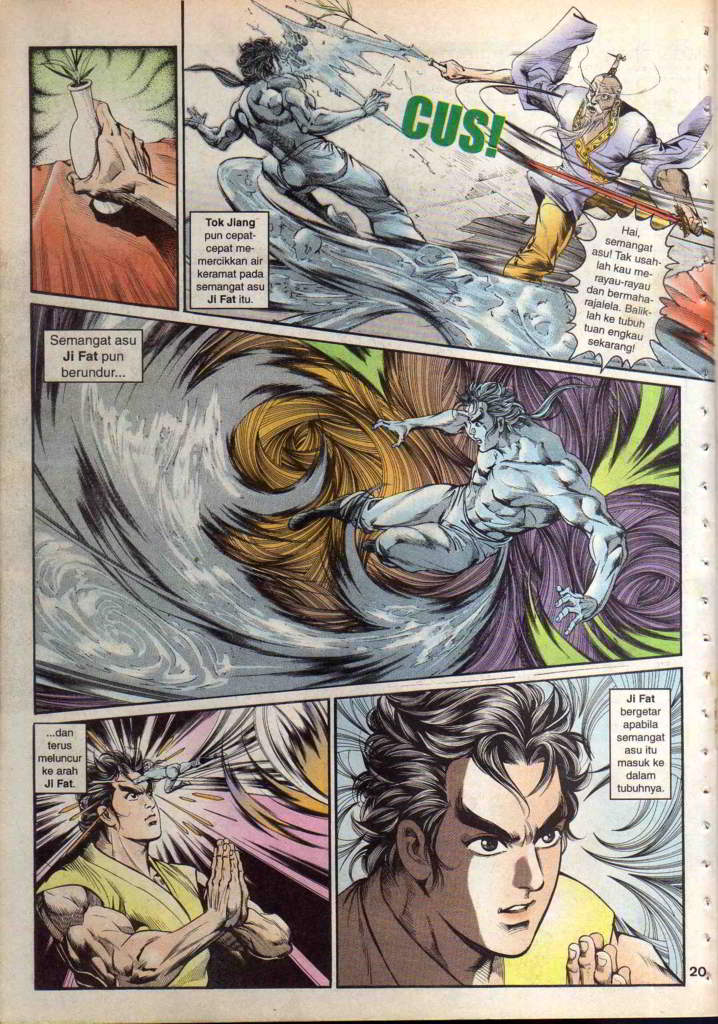 CUS!
Tok Jiang
pun cepat-
cepat me-
mercikkan air
keramat pada
semangat asu
Ji Fat itu.
Hai,
semangat
asu! Tak usah-
lah kau me-
rayau-rayau
dan bermaha-
rajalela. Balik-
lah ke tubuh
tuan engkau
sekarang!
Semangat asu
Ji Fat pun
berundur...
...dan
terus
meluncur
ke arah
Ji Fat.
Ji Fat
bergetar
apabila
semangat
asu itu
masuk ke
dalam
tubuhnya.
20